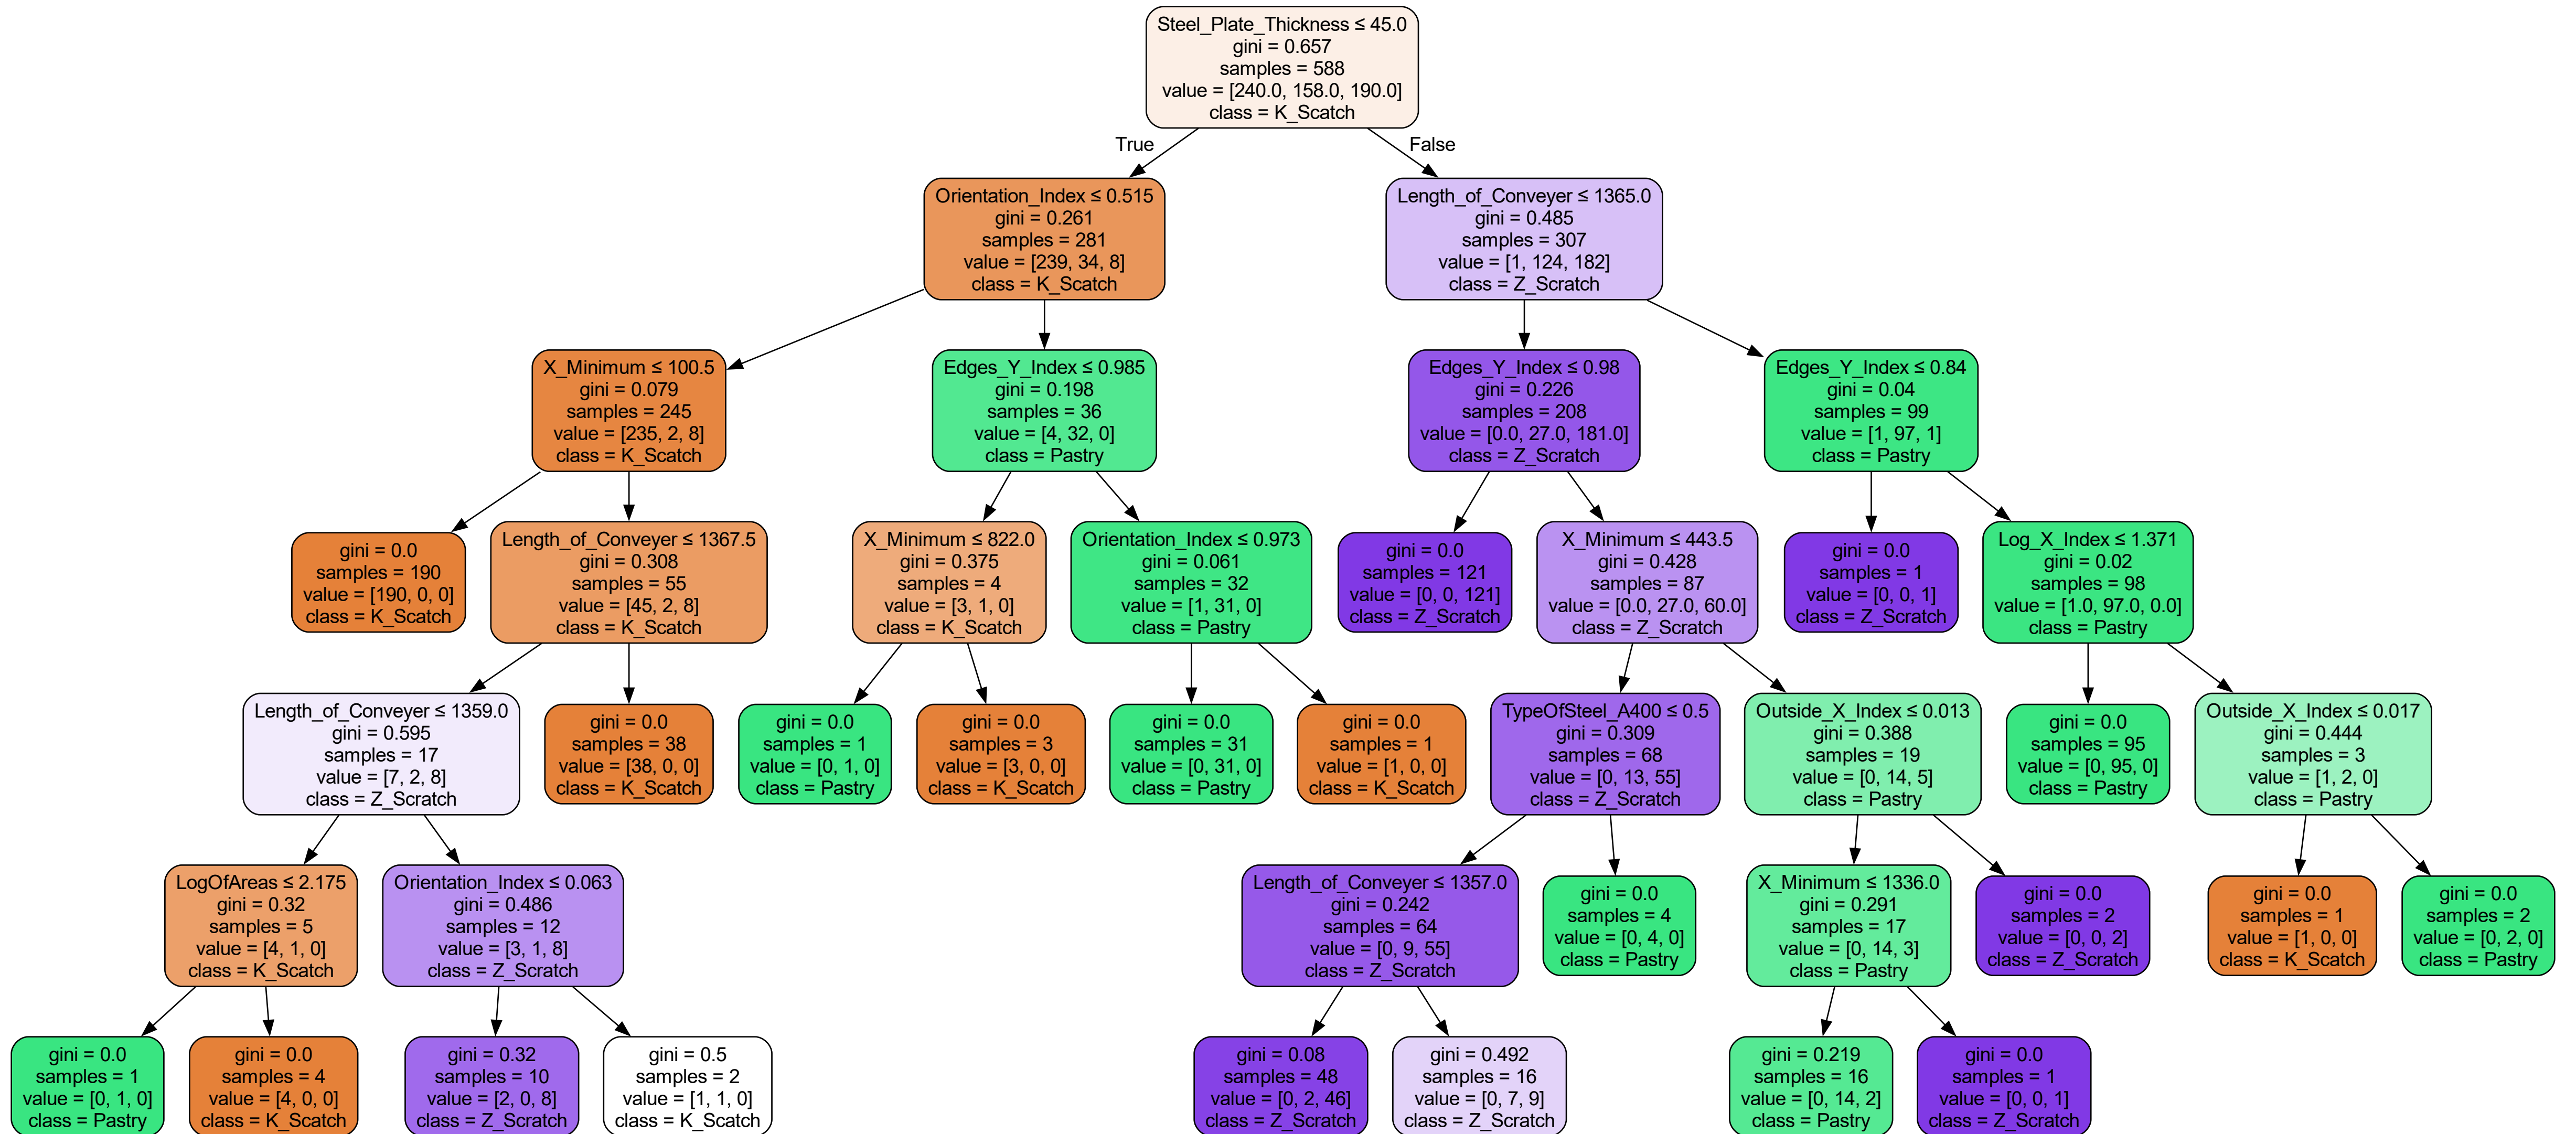 Steel_Plate_Thickness ≤ 45.0
gini = 0.657
samples = 588
value = [240.0, 158.0, 190.0]
class = K_Scatch
True
False
Orientation_Index ≤ 0.515
gini = 0.261
samples = 281
value = [239, 34, 8]
class = K_Scatch
Length_of_Conveyer ≤ 1365.0
gini = 0.485
samples = 307
value = [1, 124, 182]
class = Z_Scratch
X_Minimum ≤ 100.5
gini = 0.079
samples = 245
value = [235, 2, 8]
class = K_Scatch
Edges_Y_Index ≤ 0.985
gini = 0.198
samples = 36
value = [4, 32, 0]
class = Pastry
Edges_Y_Index ≤ 0.98
gini = 0.226
samples = 208
value = [0.0, 27.0, 181.0]
class = Z_Scratch
Edges_Y_Index ≤ 0.84
gini = 0.04
samples = 99
value = [1, 97, 1]
class = Pastry
gini = 0.0
samples = 190
value = [190, 0, 0]
class = K_Scatch
Length_of_Conveyer ≤ 1367.5
gini = 0.308
samples = 55
value = [45, 2, 8]
class = K_Scatch
X_Minimum ≤ 822.0
gini = 0.375
samples = 4
value = [3, 1, 0]
class = K_Scatch
Orientation_Index ≤ 0.973
gini = 0.061
samples = 32
value = [1, 31, 0]
class = Pastry
gini = 0.0
samples = 121
value = [0, 0, 121]
class = Z_Scratch
X_Minimum ≤ 443.5
gini = 0.428
samples = 87
value = [0.0, 27.0, 60.0]
class = Z_Scratch
gini = 0.0
samples = 1
value = [0, 0, 1]
class = Z_Scratch
Log_X_Index ≤ 1.371
gini = 0.02
samples = 98
value = [1.0, 97.0, 0.0]
class = Pastry
Length_of_Conveyer ≤ 1359.0
gini = 0.595
samples = 17
value = [7, 2, 8]
class = Z_Scratch
gini = 0.0
samples = 38
value = [38, 0, 0]
class = K_Scatch
gini = 0.0
samples = 1
value = [0, 1, 0]
class = Pastry
gini = 0.0
samples = 3
value = [3, 0, 0]
class = K_Scatch
gini = 0.0
samples = 31
value = [0, 31, 0]
class = Pastry
gini = 0.0
samples = 1
value = [1, 0, 0]
class = K_Scatch
TypeOfSteel_A400 ≤ 0.5
gini = 0.309
samples = 68
value = [0, 13, 55]
class = Z_Scratch
Outside_X_Index ≤ 0.013
gini = 0.388
samples = 19
value = [0, 14, 5]
class = Pastry
gini = 0.0
samples = 95
value = [0, 95, 0]
class = Pastry
Outside_X_Index ≤ 0.017
gini = 0.444
samples = 3
value = [1, 2, 0]
class = Pastry
LogOfAreas ≤ 2.175
gini = 0.32
samples = 5
value = [4, 1, 0]
class = K_Scatch
Orientation_Index ≤ 0.063
gini = 0.486
samples = 12
value = [3, 1, 8]
class = Z_Scratch
Length_of_Conveyer ≤ 1357.0
gini = 0.242
samples = 64
value = [0, 9, 55]
class = Z_Scratch
gini = 0.0
samples = 4
value = [0, 4, 0]
class = Pastry
X_Minimum ≤ 1336.0
gini = 0.291
samples = 17
value = [0, 14, 3]
class = Pastry
gini = 0.0
samples = 2
value = [0, 0, 2]
class = Z_Scratch
gini = 0.0
samples = 1
value = [1, 0, 0]
class = K_Scatch
gini = 0.0
samples = 2
value = [0, 2, 0]
class = Pastry
gini = 0.0
samples = 1
value = [0, 1, 0]
class = Pastry
gini = 0.0
samples = 4
value = [4, 0, 0]
class = K_Scatch
gini = 0.32
samples = 10
value = [2, 0, 8]
class = Z_Scratch
gini = 0.5
samples = 2
value = [1, 1, 0]
class = K_Scatch
gini = 0.08
samples = 48
value = [0, 2, 46]
class = Z_Scratch
gini = 0.492
samples = 16
value = [0, 7, 9]
class = Z_Scratch
gini = 0.219
samples = 16
value = [0, 14, 2]
class = Pastry
gini = 0.0
samples = 1
value = [0, 0, 1]
class = Z_Scratch